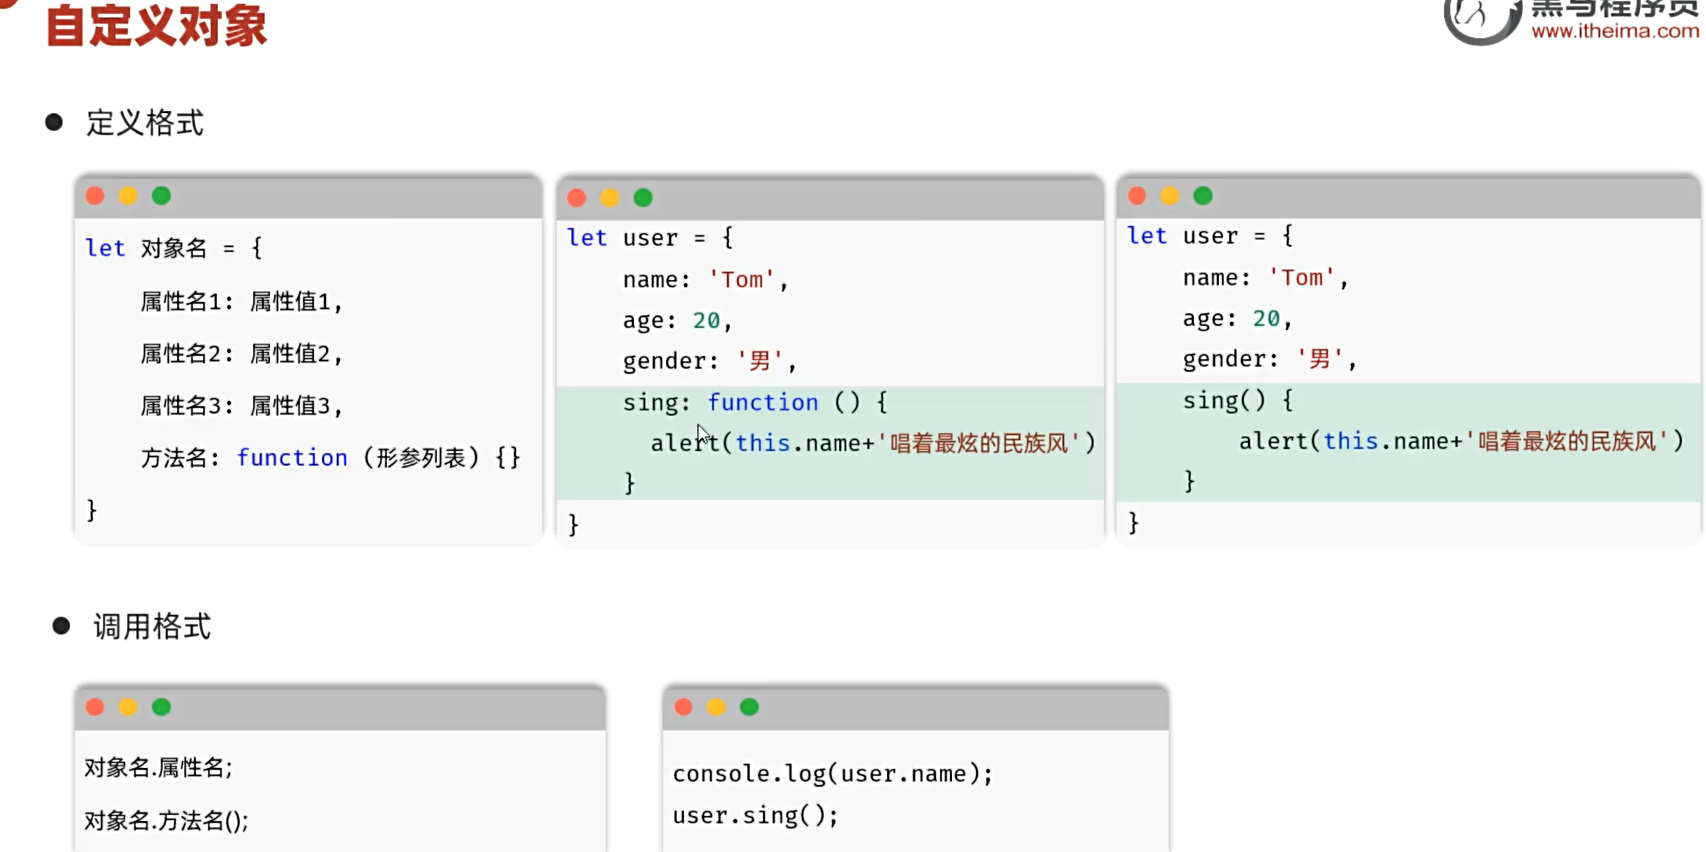 自定义对象
黑马程序员
www.itheima.com
定义格式
let 对象名 = {
属性名1: 属性值1,
属性名2: 属性值2,
属性名3: 属性值3,
方法名: function (形参列表) {}
}
let user = {
name: 'Tom',
age: 20,
gender: '男',
sing: function () {
alert(this.name+'唱着最炫的民族风')
}
}
let user = {
name: 'Tom',
age: 20,
gender: '男',
sing() {
alert(this.name+'唱着最炫的民族风')
}
}
调用格式
对象名.属性名;
对象名.方法名();
console.log(user.name);
user.sing();